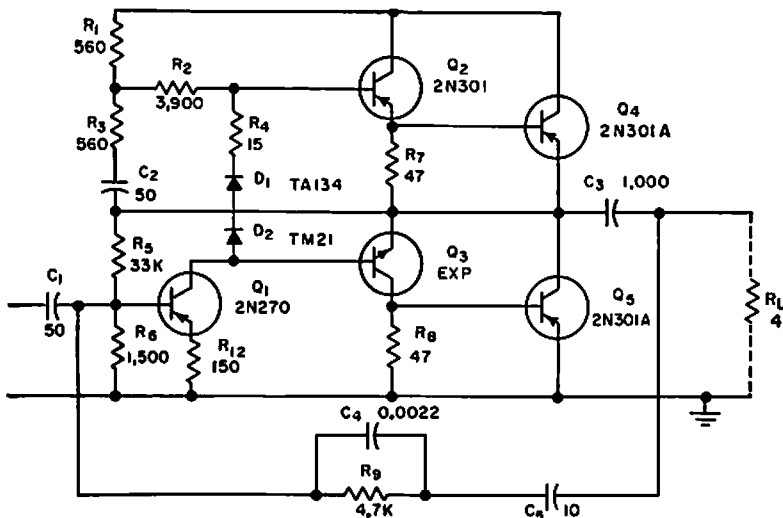 R1
560
R2
3,900
R3
560
C2
50
R4
15
D1 TA134
D2 TM21
Q2
2N301
Q4
2N301A
R7
47
C3 1,000
R5
33K
C1
50
Q1
2N270
Q3
EXP
Q5
2N301A
RL
4
R6
1,500
R12
150
R8
47
C4 0.0022
R9
4.7K
C5 10